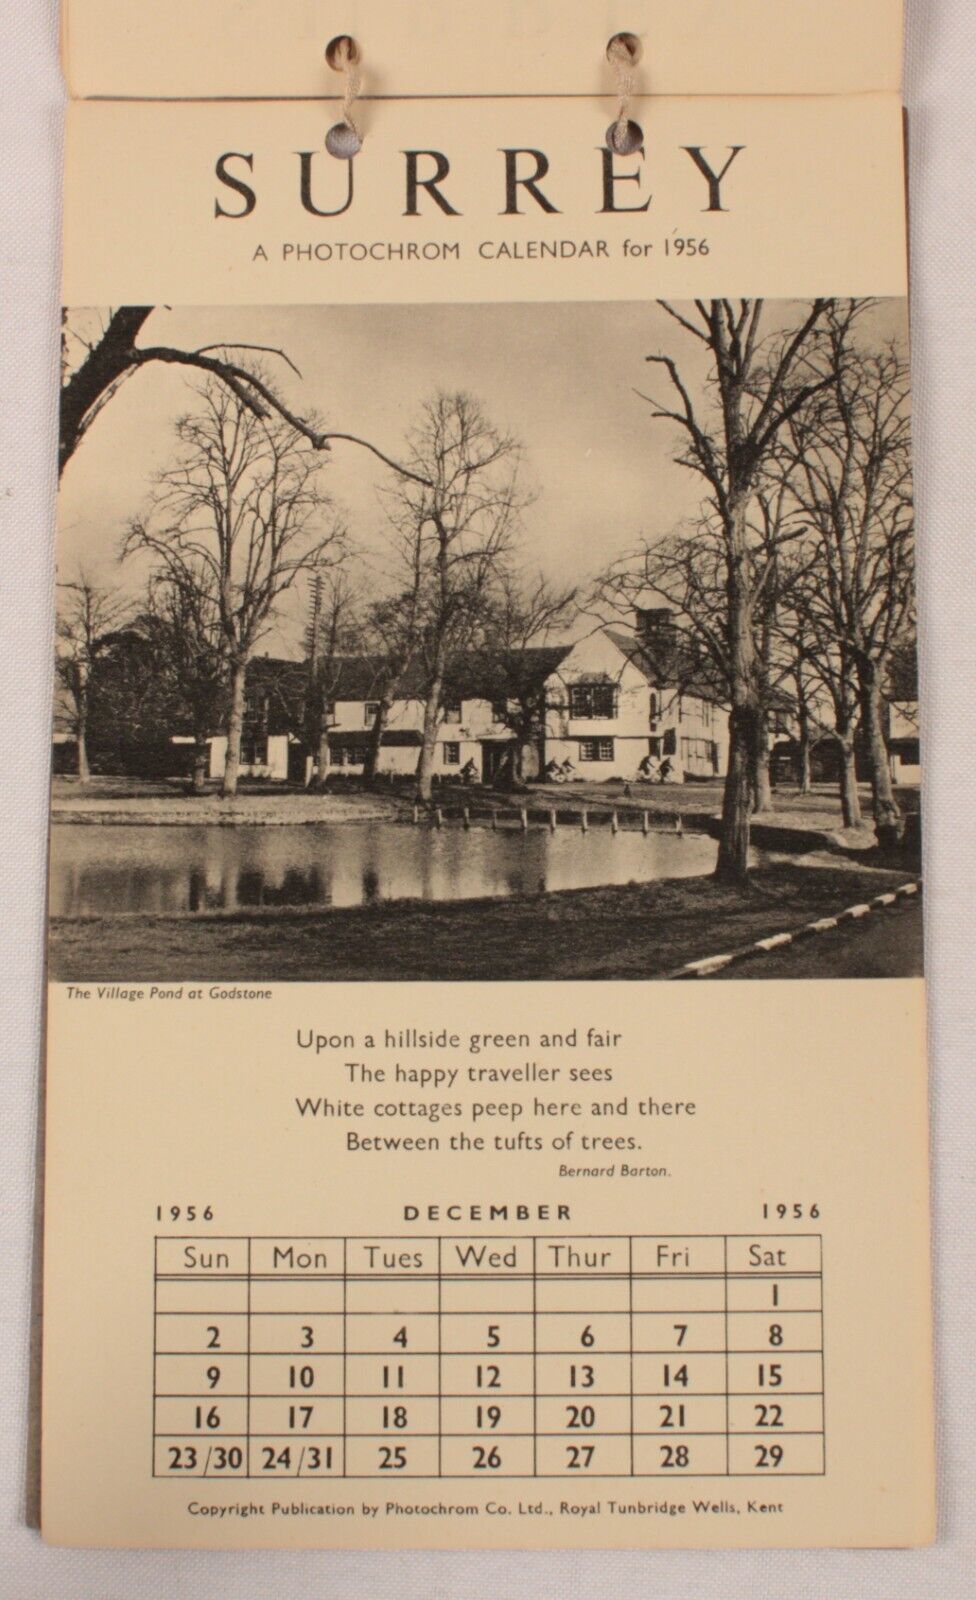 SURREY
A PHOTOCHROM CALENDAR for 1956
The Village Pond at Godstone
Upon a hillside green and fair
The happy traveller sees
White cottages peep here and there
Between the tufts of trees.
Bernard Barton.
1956 DECEMBER 1956
Sun Mon Tues Wed Thur Fri Sat
1
2 3 4 5 6 7 8
9 10 11 12 13 14 15
16 17 18 19 20 21 22
23/30 24/31 25 26 27 28 29
Copyright Publication by Photochrom Co. Ltd., Royal Tunbridge Wells, Kent